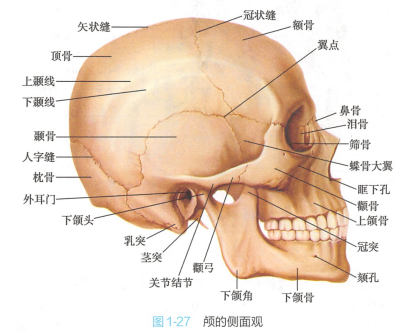 矢状缝
冠状缝
额骨
顶骨
翼点
上颞线
下颞线
鼻骨
泪骨
颞骨
筛骨
人字缝
蝶骨大翼
枕骨
眶下孔
外耳门
颧骨
下颌头
上颌骨
乳突
冠突
茎突
颧弓
关节结节
颏孔
下颌角
下颌骨
图1-27 颅的侧面观